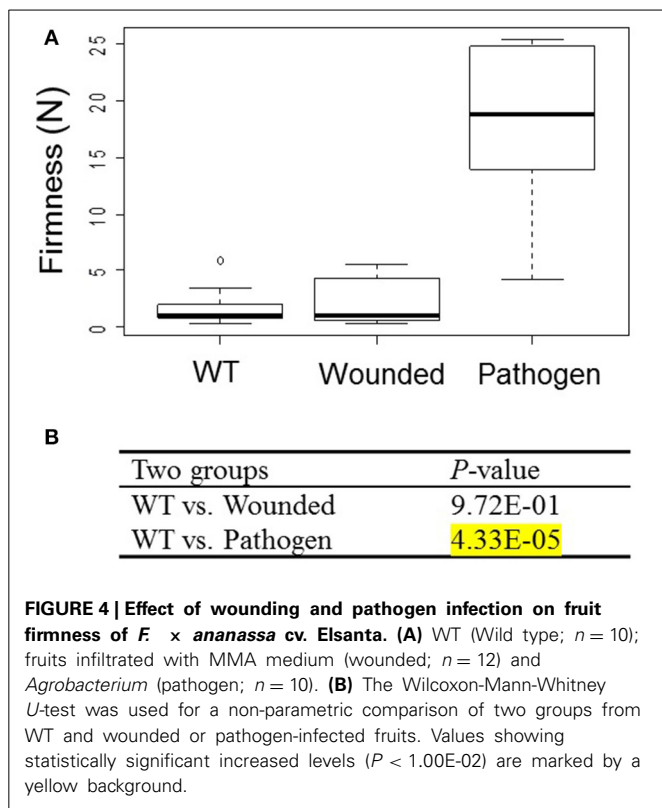 A
Firmness (N)
25
20
15
10
5
0
WT Wounded Pathogen
B
Two groups P-value
WT vs. Wounded 9.72E-01
WT vs. Pathogen 4.33E-05
FIGURE 4 | Effect of wounding and pathogen infection on fruit
firmness of F. × ananassa cv. Elsanta. (A) WT (Wild type; n = 10);
fruits infiltrated with MMA medium (wounded; n = 12) and
Agrobacterium (pathogen; n = 10). (B) The Wilcoxon-Mann-Whitney
U-test was used for a non-parametric comparison of two groups from
WT and wounded or pathogen-infected fruits. Values showing
statistically significant increased levels (P < 1.00E-02) are marked by a
yellow background.